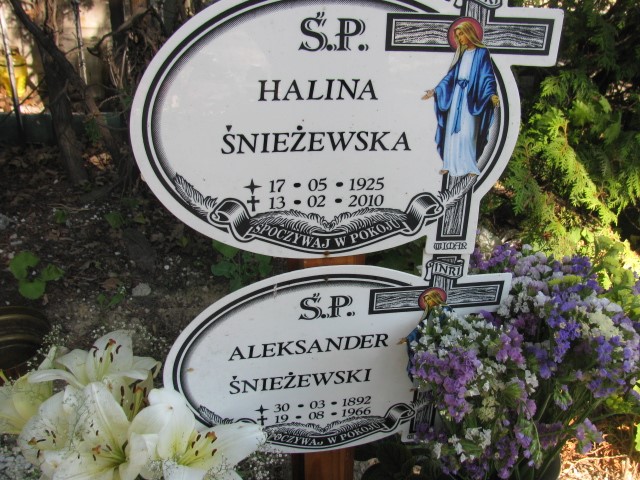 Ś.P.
HALINA
ŚNIEŻEWSKA
17 • 05 • 1925
13 • 02 • 2010
SPOCZYWAJ W POKOJU
WIDAR
INRI
Ś.P.
ALEKSANDER
ŚNIEŻEWSKI
30 • 03 • 1892
19 • 08 • 1966
SPOCZYWAJ W POKOJU